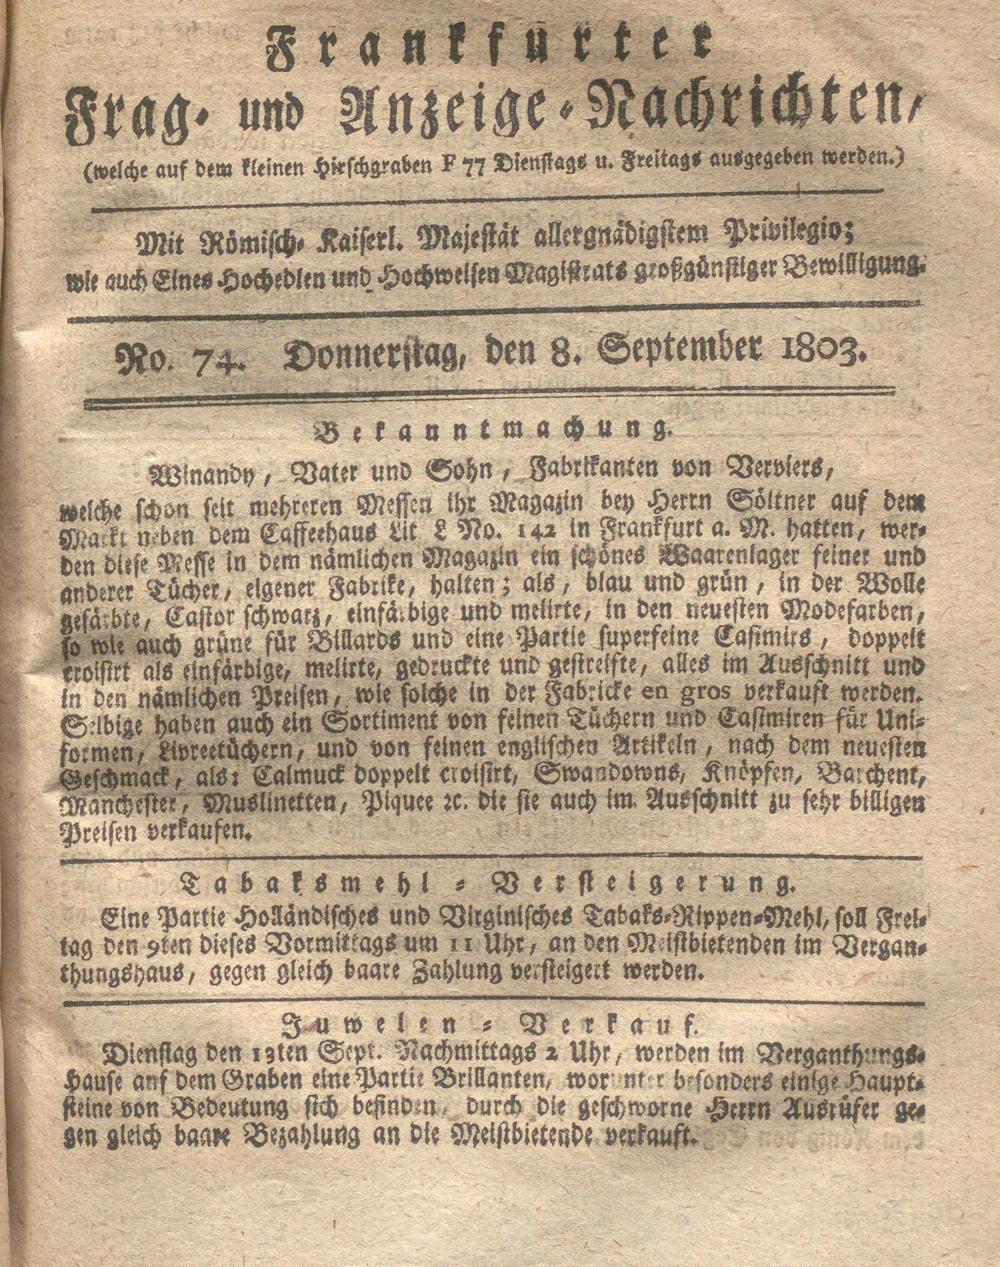 Frankfurter
Frag- und Anzeige-Nachrichten,
(welche auf dem kleinen Hirschgraben F 77 Dienstags u. Freitags ausgegeben werden.)
Mit Römisch- Kaiserl. Majestät allergnädigstem Privilegio;
wie auch Eines Hochedlen und Hochweisen Magistrats großgünstiger Bewilligung.
No. 74. Donnerstag, den 8. September 1803.
Bekanntmachung.
Winandy, Vater und Sohn, Fabrikanten von Verviers,
welche schon seit mehreren Messen ihr Magazin bey Herrn Söltner auf dem
Markt neben dem Caffeehaus Lit L No. 142 in Frankfurt a. M. hatten, wer-
den diese Messe in dem nämlichen Magazin ein schönes Waarenlager feiner und
anderer Tücher, eigener Fabrike, halten; als, blau und grün, in der Wolle
gefärbte, Castor schwarz, einfärbige und melirte, in den neuesten Modefarben,
so wie auch grüne für Billards und eine Partie superfeine Casimirs, doppelt
croisirt als einfärbige, melirte, gedruckte und gestreifte, alles im Ausschnitt und
in den nämlichen Preisen, wie solche in der Fabricke en gros verkauft werden.
Selbige haben auch ein Sortiment von feinen Tüchern und Casimiren für Uni-
formen, Livreetüchern, und von feinen englischen Artikeln, nach dem neuesten
Geschmack, als: Calmuck doppelt croisirt, Swandowns, Knöpfen, Barchent,
Manchester, Muslinetten, Piquee ꝛc. die sie auch im Ausschnitt zu sehr billigen
Preisen verkaufen.
Tabaksmehl-Versteigerung.
Eine Partie Holländisches und Virginisches Tabaks-Rippen-Mehl, soll Frei-
tag den 9ten dieses Vormittags um 11 Uhr, an den Meistbietenden im Vergan-
thungshaus, gegen gleich baare Zahlung versteigert werden.
Juwelen-Verkauf.
Dienstag den 13ten Sept. Nachmittags 2 Uhr, werden im Verganthungs-
Hause auf dem Graben eine Partie Brillanten, worunter besonders einige Haupt-
steine von Bedeutung sich befinden, durch die geschworne Herrn Ausrüfer ge-
gen gleich baare Bezahlung an die Meistbietende verkauft.